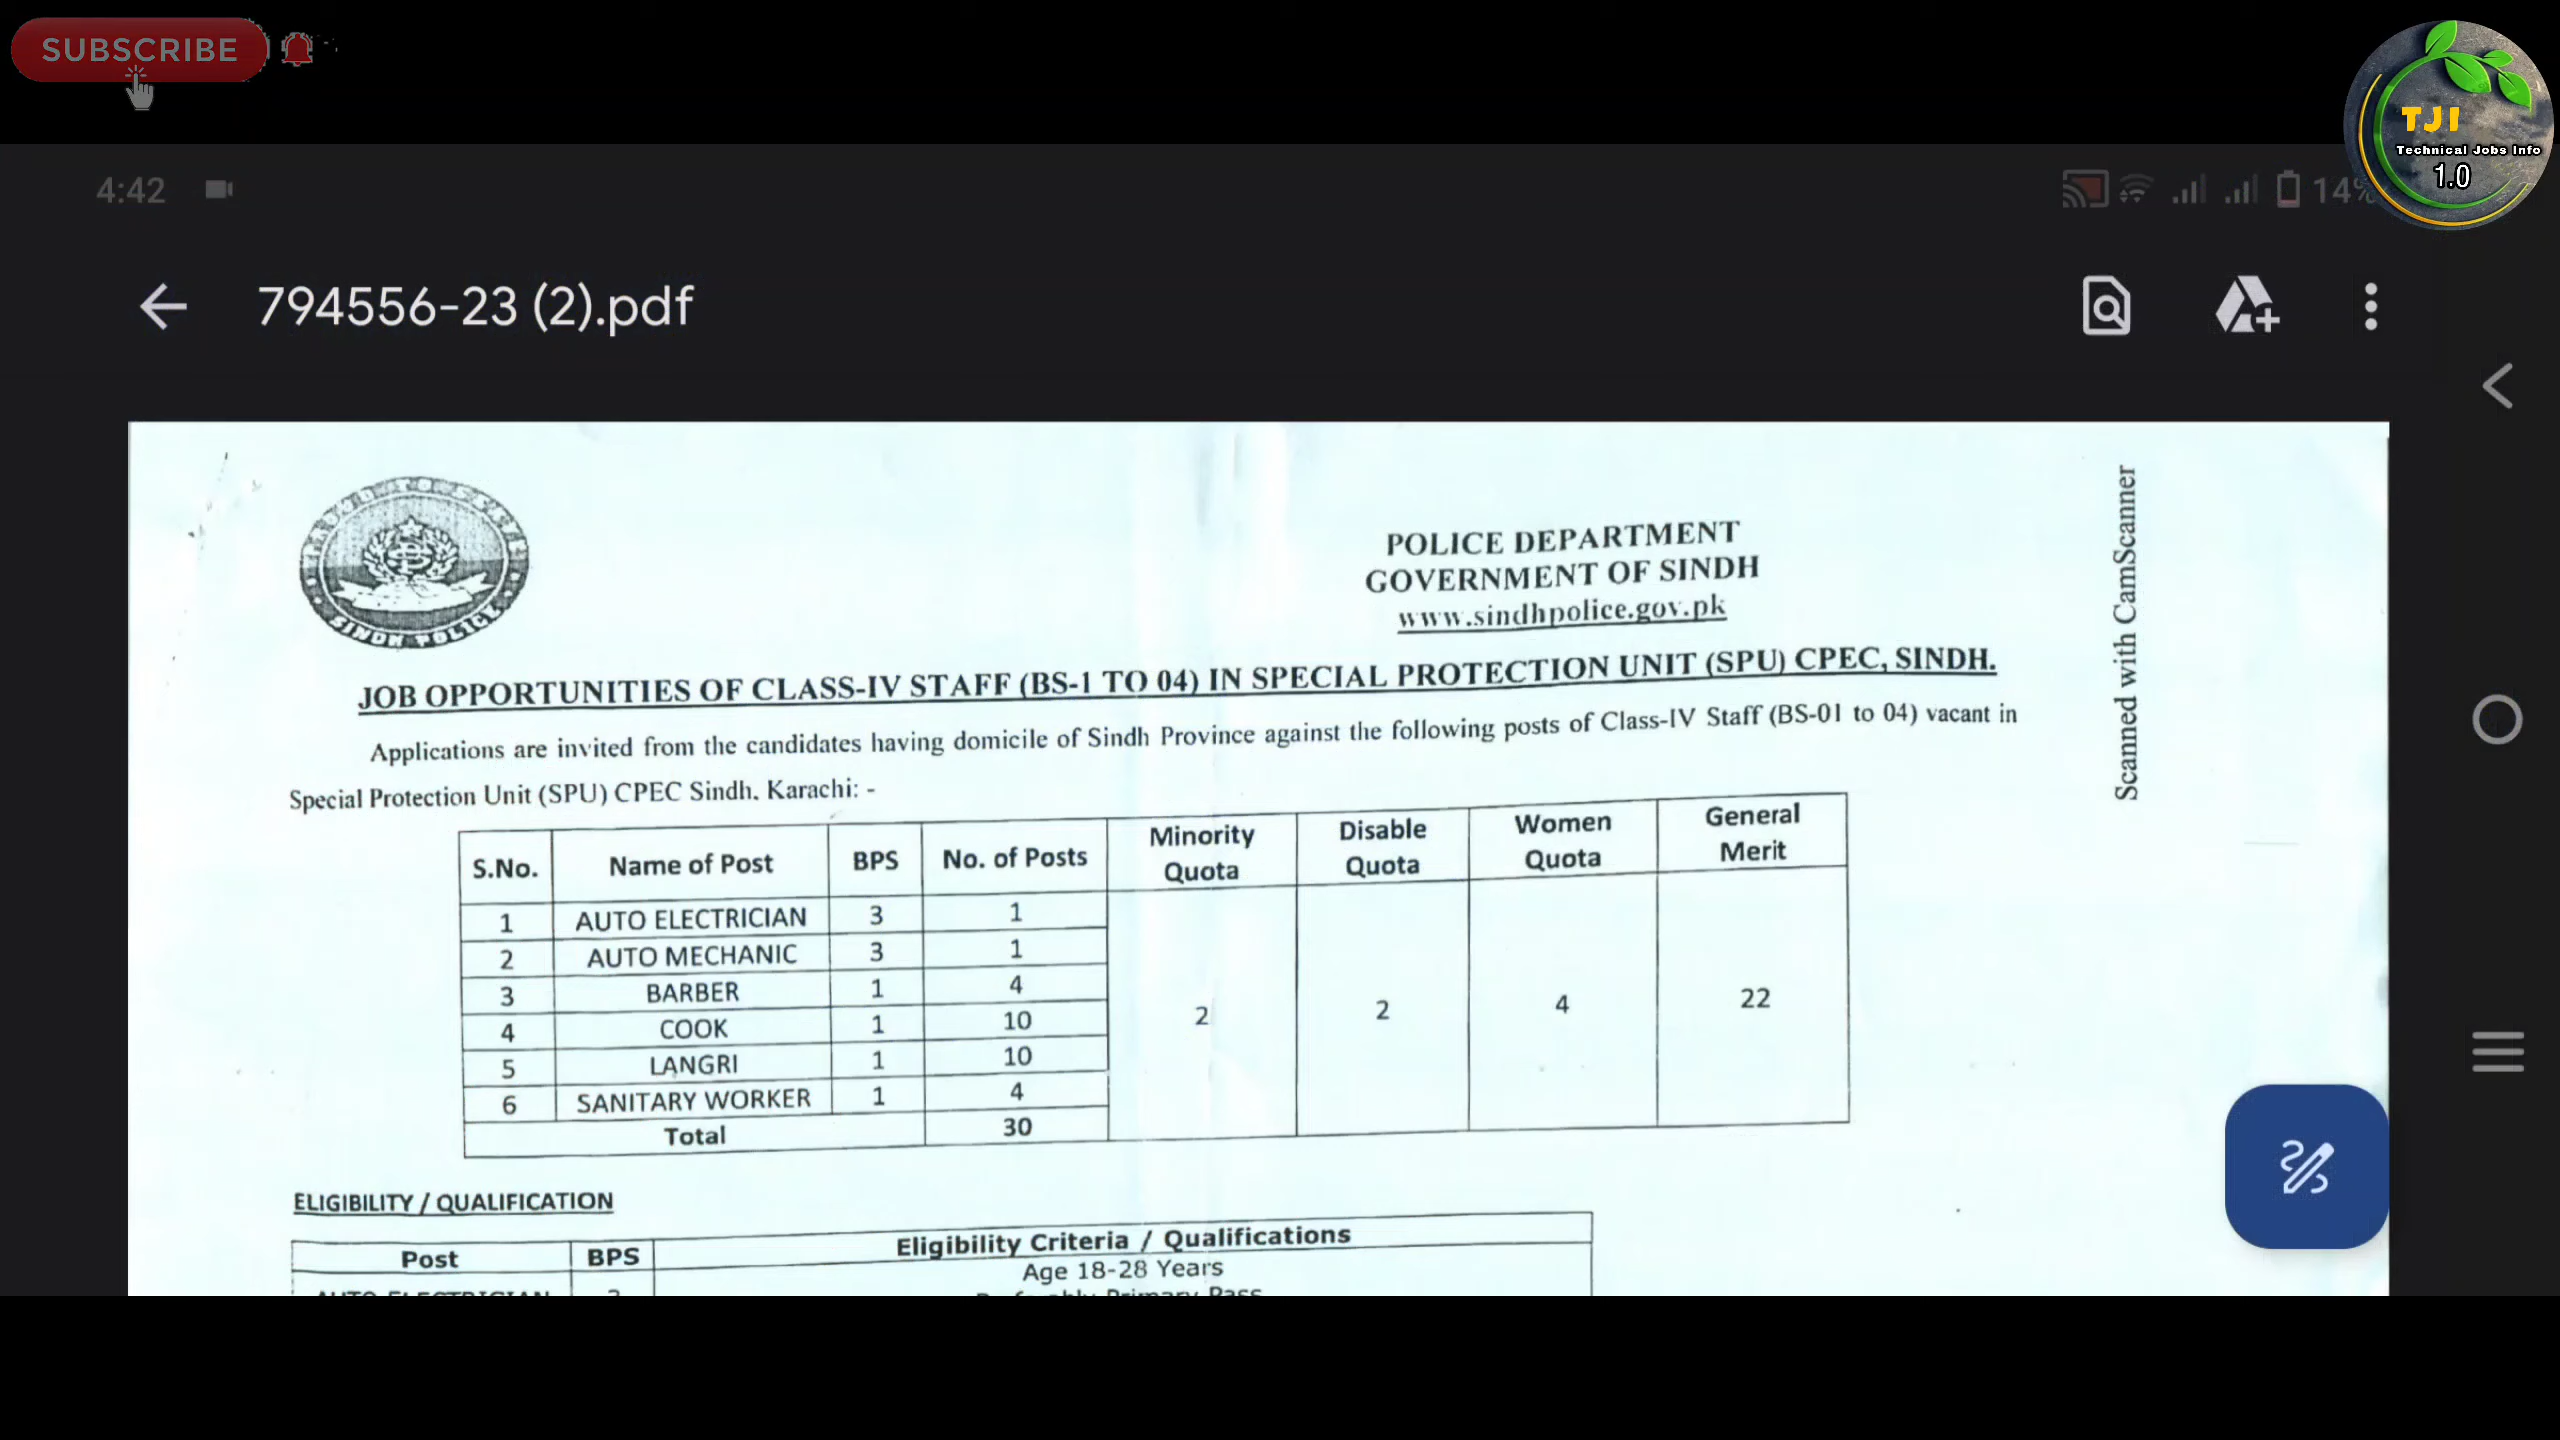 SUBSCRIBE
TJI
Technical Jobs Info
1.0
4:42
14%
794556-23 (2).pdf
SINDH POLICE
POLICE DEPARTMENT
GOVERNMENT OF SINDH
www.sindhpolice.gov.pk
Scanned with CamScanner
JOB OPPORTUNITIES OF CLASS-IV STAFF (BS-1 TO 04) IN SPECIAL PROTECTION UNIT (SPU) CPEC, SINDH.
Applications are invited from the candidates having domicile of Sindh Province against the following posts of Class-IV Staff (BS-01 to 04) vacant in
Special Protection Unit (SPU) CPEC Sindh. Karachi: -
S.No. Name of Post BPS No. of Posts Minority Quota Disable Quota Women Quota General Merit
1 AUTO ELECTRICIAN 3 1
2 AUTO MECHANIC 3 1
3 BARBER 1 4
4 COOK 1 10
5 LANGRI 1 10
6 SANITARY WORKER 1 4
Total 30
2 2 4 22
ELIGIBILITY / QUALIFICATION
Post BPS Eligibility Criteria / Qualifications
Age 18-28 Years